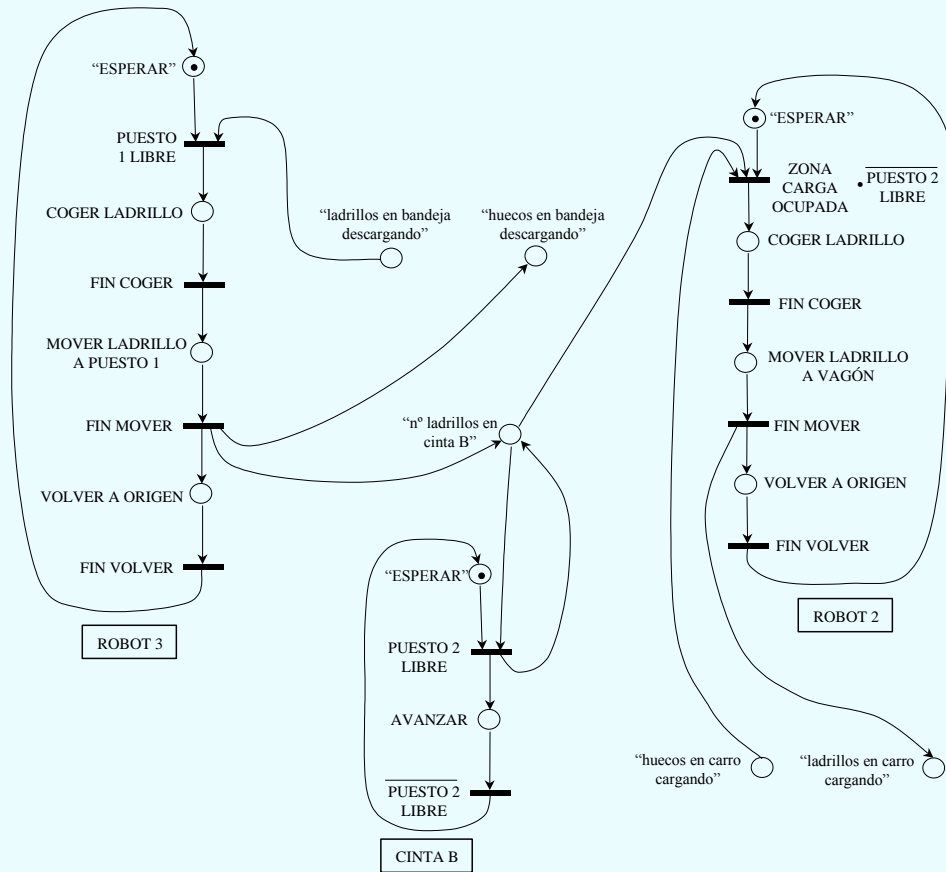 “ESPERAR”
PUESTO
1 LIBRE
COGER LADRILLO
FIN COGER
MOVER LADRILLO
A PUESTO 1
FIN MOVER
VOLVER A ORIGEN
FIN VOLVER
ROBOT 3
“ladrillos en bandeja
descargando”
“huecos en bandeja
descargando”
“nº ladrillos en
cinta B”
“ESPERAR”
PUESTO 2
LIBRE
AVANZAR
PUESTO 2
LIBRE
CINTA B
“ESPERAR”
ZONA
CARGA
OCUPADA
• PUESTO 2
LIBRE
COGER LADRILLO
FIN COGER
MOVER LADRILLO
A VAGÓN
FIN MOVER
VOLVER A ORIGEN
FIN VOLVER
ROBOT 2
“huecos en carro
cargando”
“ladrillos en carro
cargando”